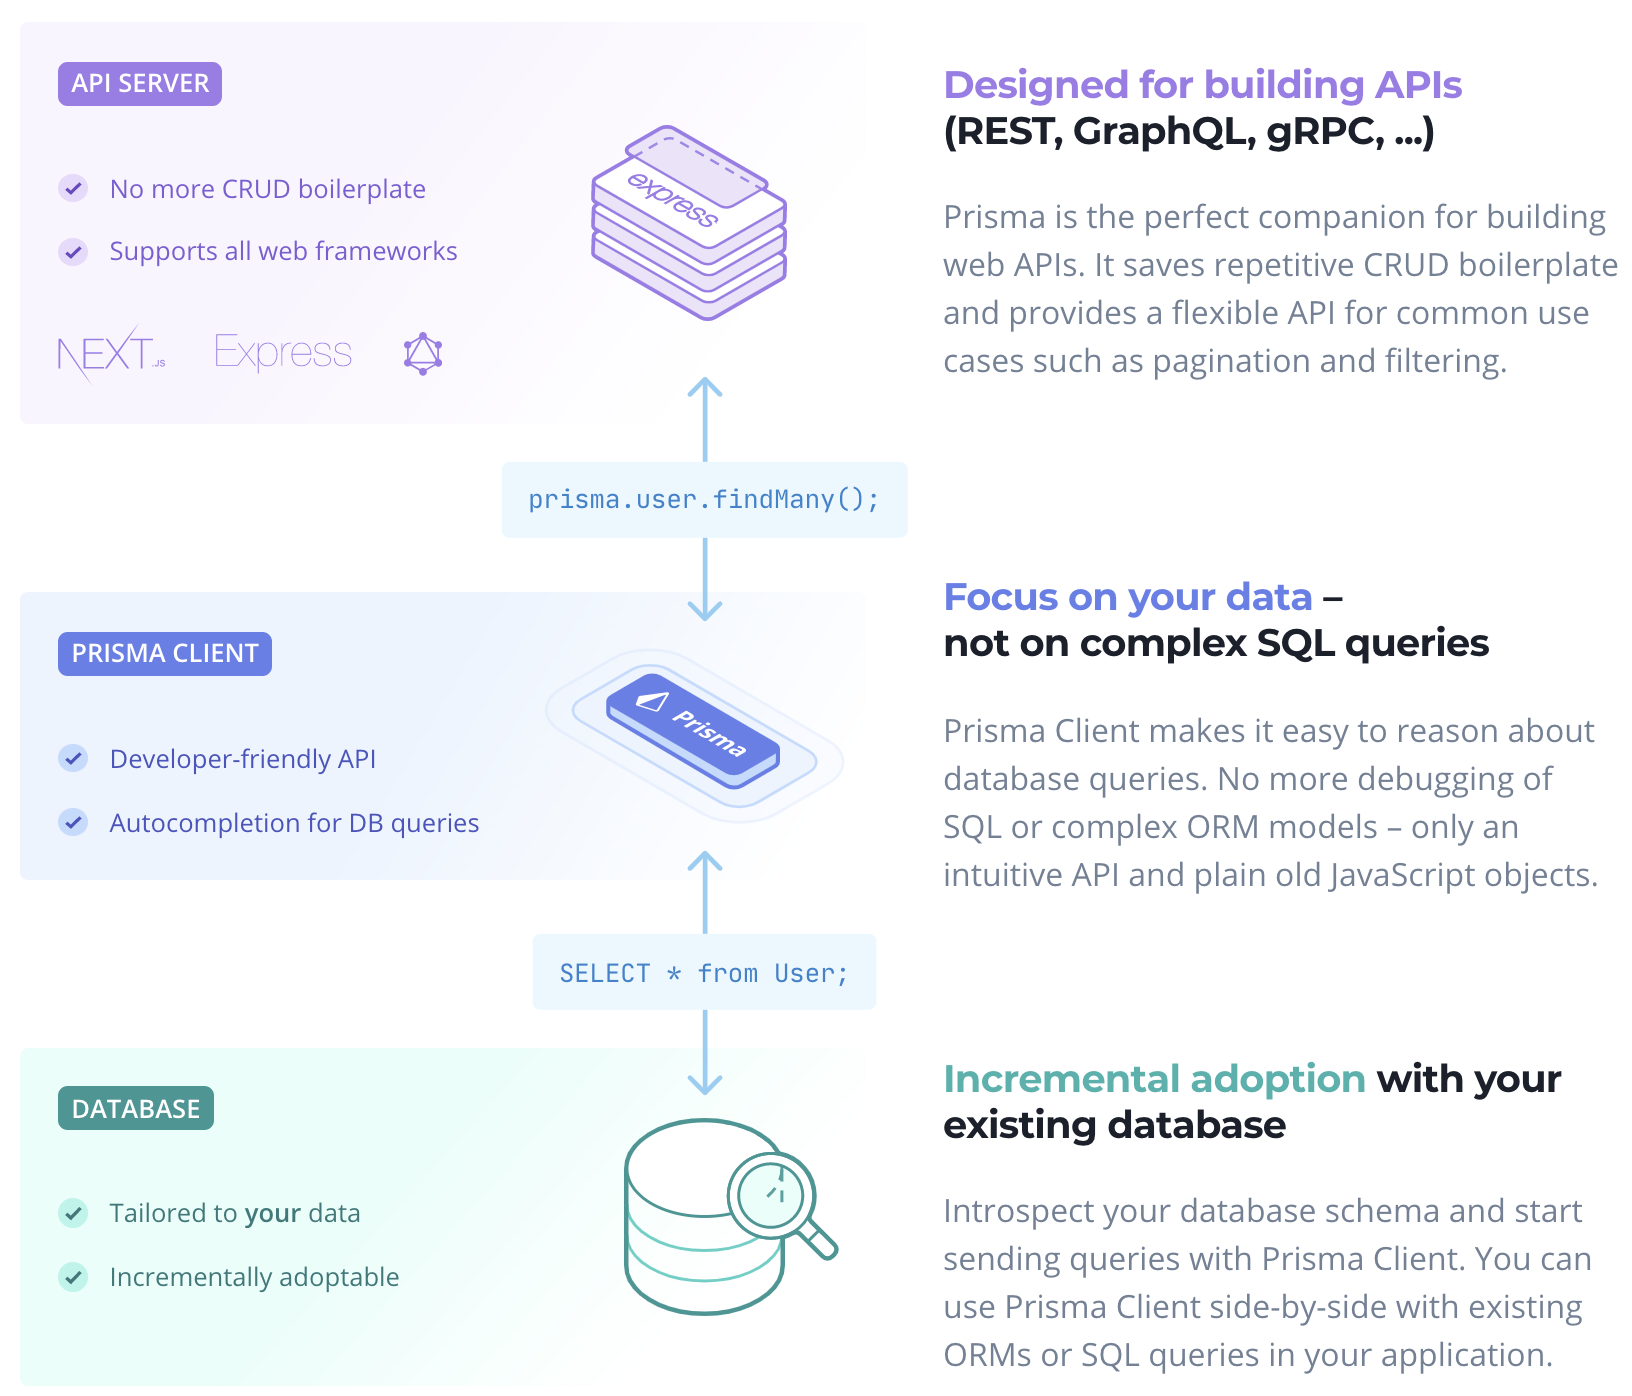 API SERVER
No more CRUD boilerplate
Supports all web frameworks
NEXT.JS
Express
express
Designed for building APIs
(REST, GraphQL, gRPC, ...)
Prisma is the perfect companion for building
web APIs. It saves repetitive CRUD boilerplate
and provides a flexible API for common use
cases such as pagination and filtering.
prisma.user.findMany();
PRISMA CLIENT
Developer-friendly API
Autocompletion for DB queries
Prisma
Focus on your data –
not on complex SQL queries
Prisma Client makes it easy to reason about
database queries. No more debugging of
SQL or complex ORM models – only an
intuitive API and plain old JavaScript objects.
SELECT * from User;
DATABASE
Tailored to your data
Incrementally adoptable
Incremental adoption with your
existing database
Introspect your database schema and start
sending queries with Prisma Client. You can
use Prisma Client side-by-side with existing
ORMs or SQL queries in your application.